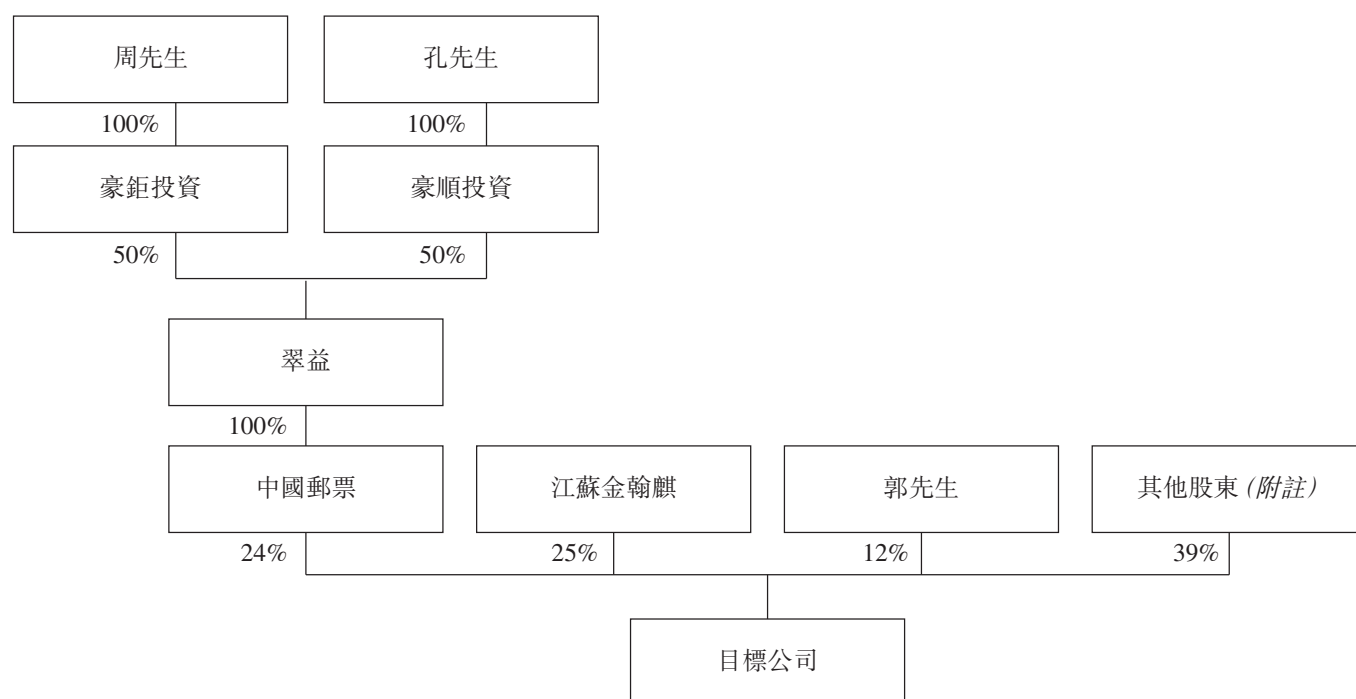 周先生
孔先生
100%
100%
豪鉅投資
豪順投資
50%
50%
翠益
100%
中國郵票
江蘇金翰麒
郭先生
其他股東 (附註)
24%
25%
12%
39%
目標公司